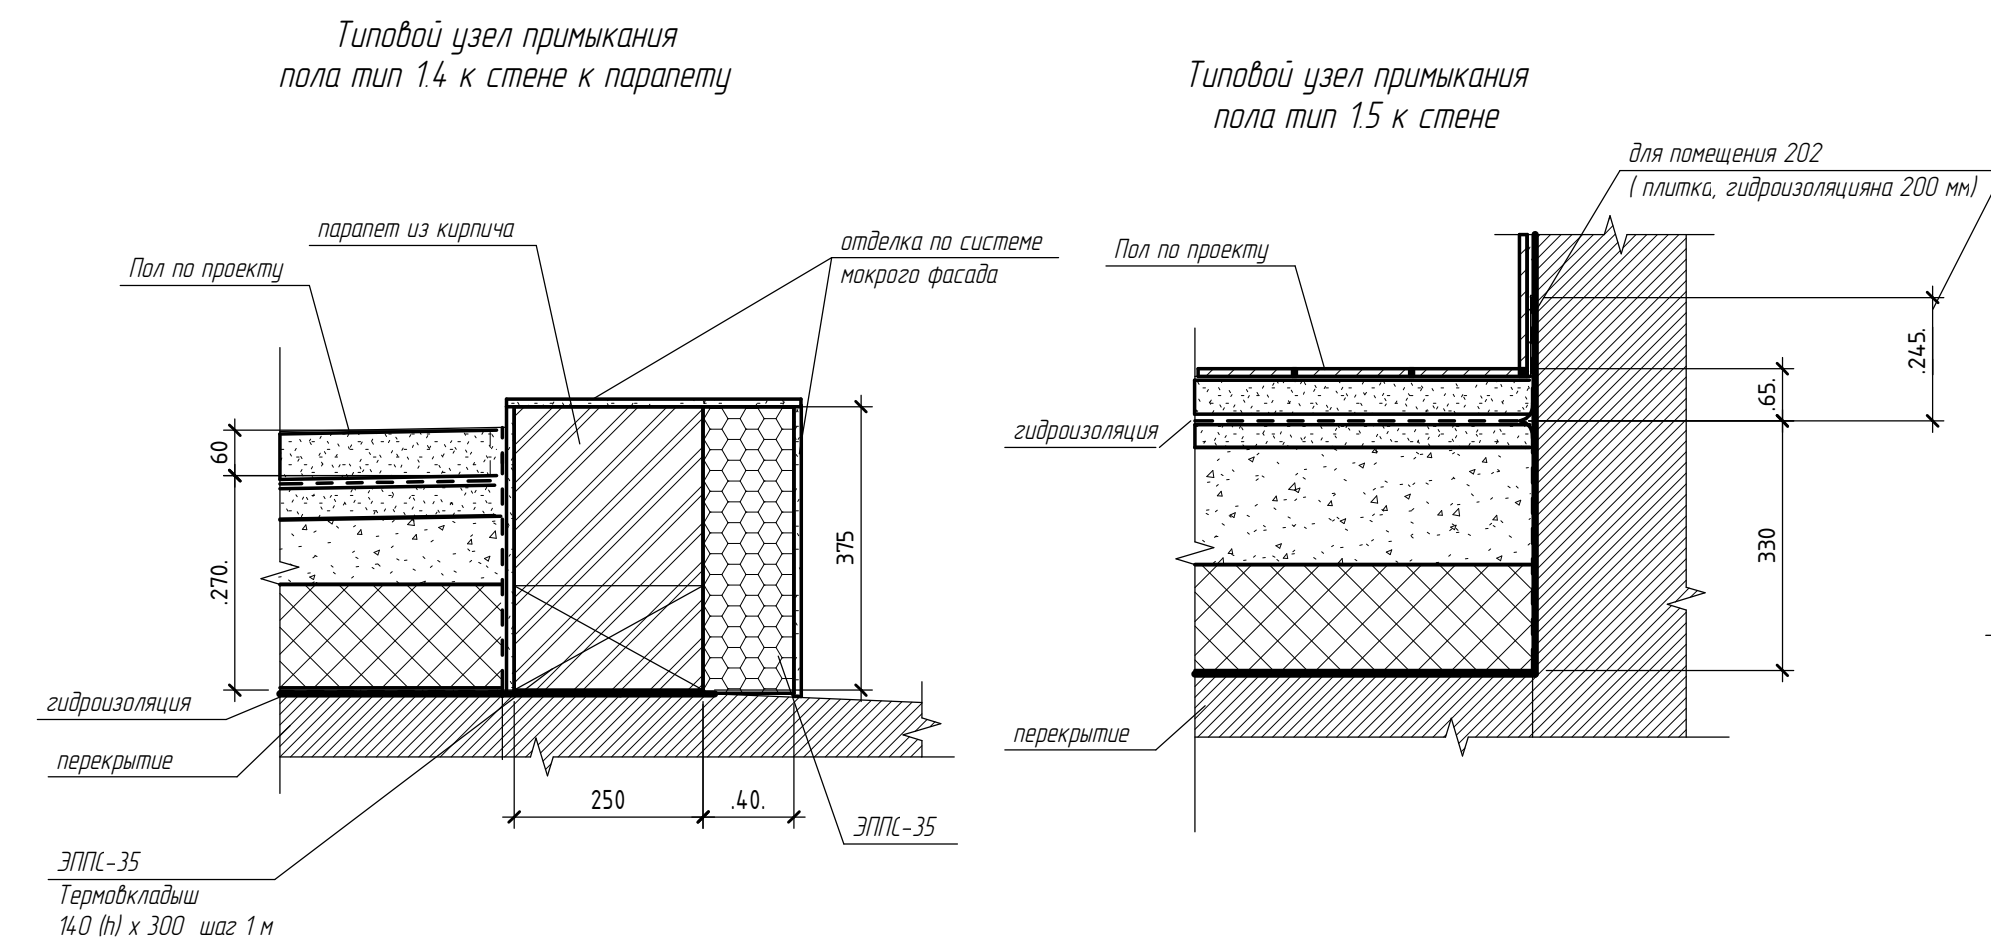 Типовой узел примыкания
пола тип 1.4 к стене к парапету
парапет из кирпича
Пол по проекту
отделка по системе
мокрого фасада
60
.270.
375
гидроизоляция
перекрытие
250
.40.
ЭППС-35
ЭППС-35
Термовкладыш
140 (h) х 300 шаг 1 м
Типовой узел примыкания
пола тип 1.5 к стене
для помещения 202
( плитка, гидроизоляцияна 200 мм)
Пол по проекту
.245.
.65.
гидроизоляция
330
перекрытие